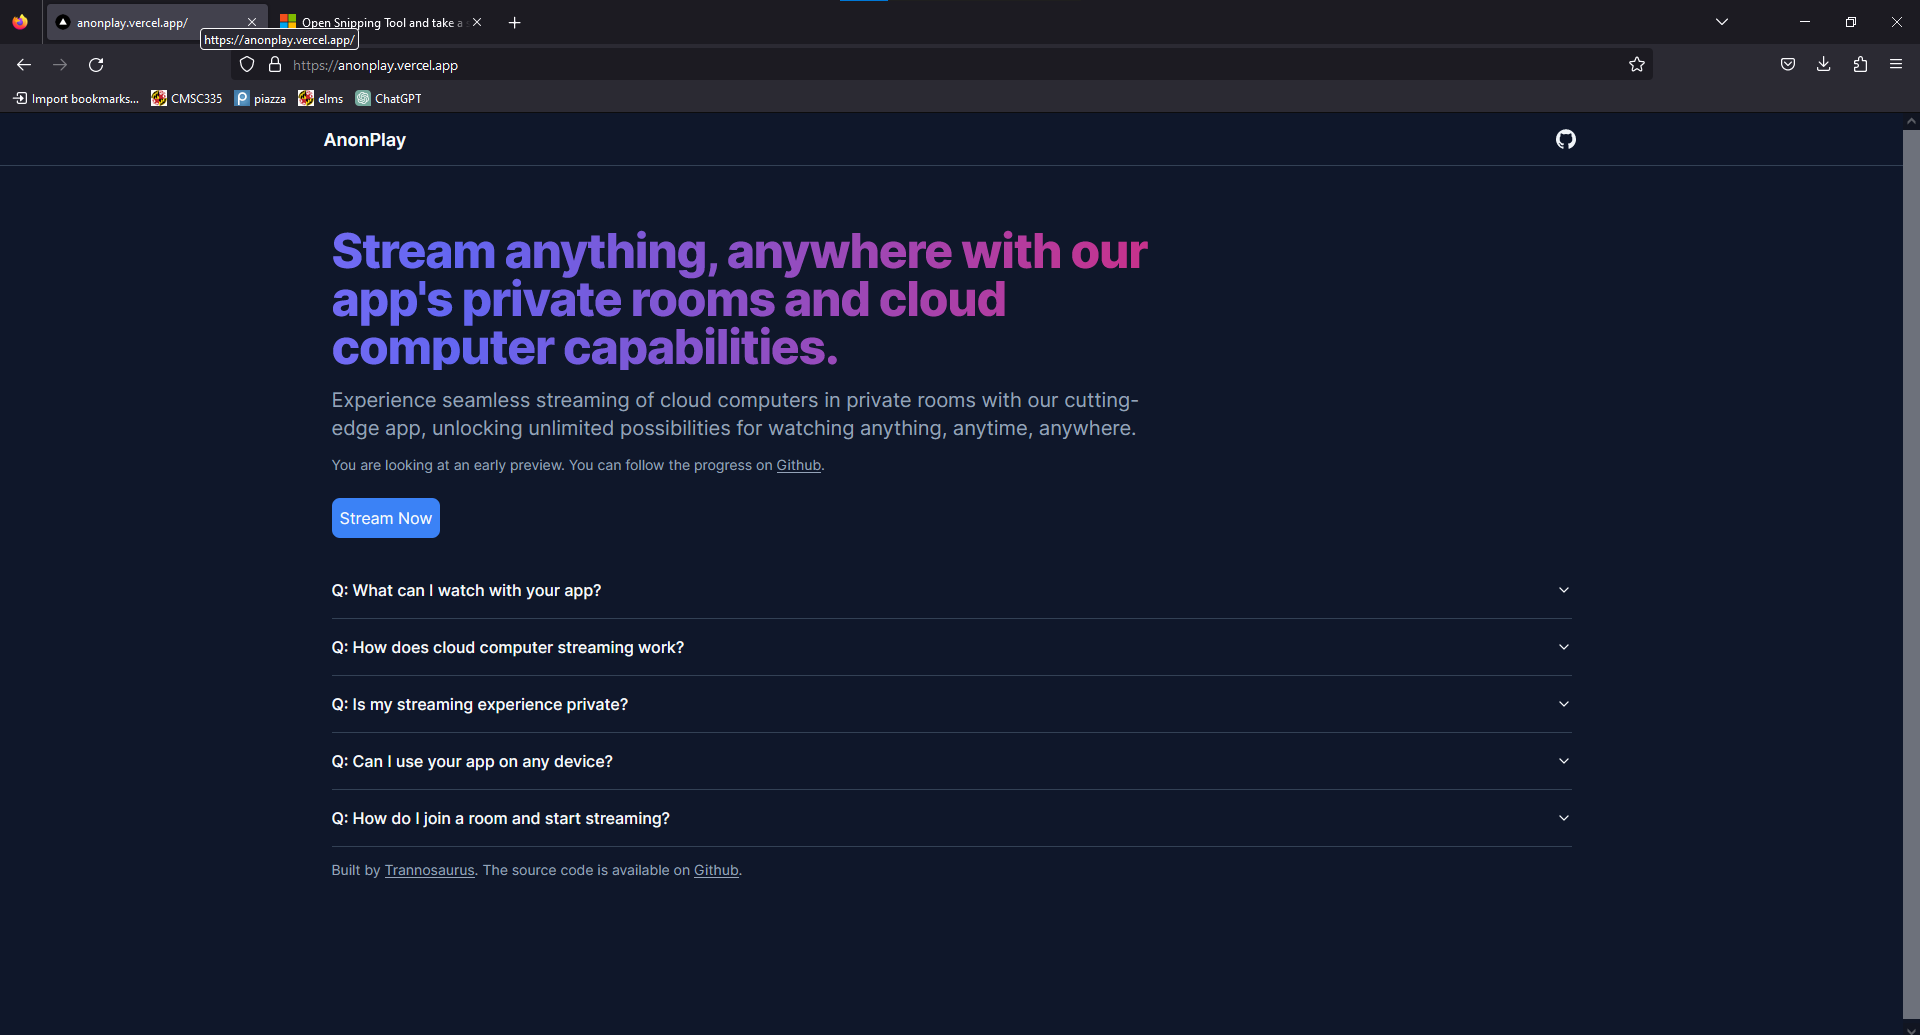 anonplay.vercel.app/
Open Snipping Tool and take a
https://anonplay.vercel.app/
https://anonplay.vercel.app
Import bookmarks...
CMSC335
piazza
elms
ChatGPT
AnonPlay
Stream anything, anywhere with our
app's private rooms and cloud
computer capabilities.
Experience seamless streaming of cloud computers in private rooms with our cutting-
edge app, unlocking unlimited possibilities for watching anything, anytime, anywhere.
You are looking at an early preview. You can follow the progress on Github.
Stream Now
Q: What can I watch with your app?
Q: How does cloud computer streaming work?
Q: Is my streaming experience private?
Q: Can I use your app on any device?
Q: How do I join a room and start streaming?
Built by Trannosaurus. The source code is available on Github.